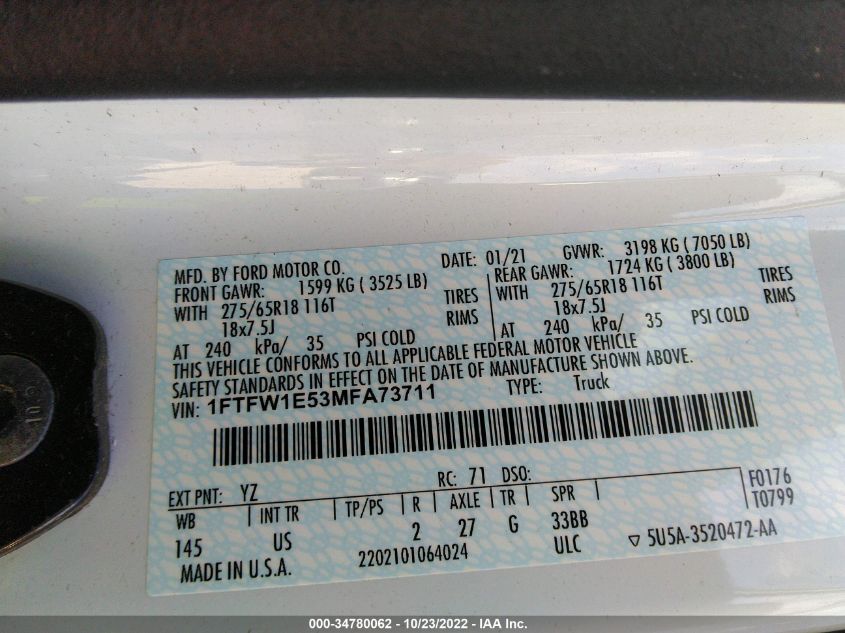 MFD. BY FORD MOTOR CO. DATE: 01/21 GVWR: 3198 KG ( 7050 LB)
FRONT GAWR: 1599 KG ( 3525 LB) REAR GAWR: 1724 KG ( 3800 LB)
WITH 275/65R18 116T TIRES WITH 275/65R18 116T TIRES
18x7.5J RIMS 18x7.5J RIMS
AT 240 kPa/ 35 PSI COLD AT 240 kPa/ 35 PSI COLD
THIS VEHICLE CONFORMS TO ALL APPLICABLE FEDERAL MOTOR VEHICLE
SAFETY STANDARDS IN EFFECT ON THE DATE OF MANUFACTURE SHOWN ABOVE.
VIN: 1FTFW1E53MFA73711 TYPE: Truck
EXT PNT: YZ RC: 71 DSO: F0176
WB INT TR TP/PS R AXLE TR SPR T0799
145 US 2 27 G 33BB
MADE IN U.S.A. 2202101064024 ULC ▽ 5U5A-3520472-AA
000-34780062 - 10/23/2022 - IAA Inc.